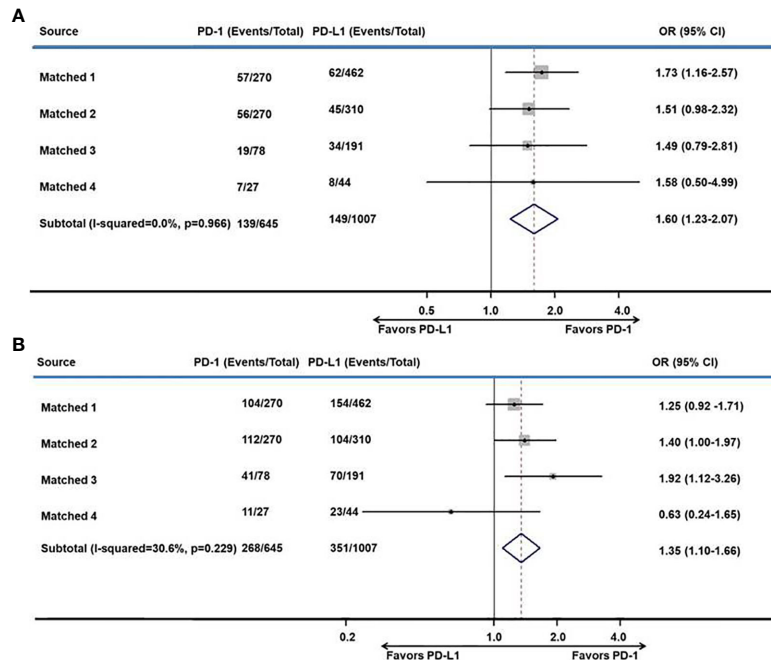 A
Source PD-1 (Events/Total) PD-L1 (Events/Total) OR (95% CI)
Matched 1 57/270 62/462 1.73 (1.16-2.57)
Matched 2 56/270 45/310 1.51 (0.98-2.32)
Matched 3 19/78 34/191 1.49 (0.79-2.81)
Matched 4 7/27 8/44 1.58 (0.50-4.99)
Subtotal (I-squared=0.0%, p=0.966) 139/645 149/1007 1.60 (1.23-2.07)
0.5 1.0 2.0 4.0
Favors PD-L1 Favors PD-1
B
Source PD-1 (Events/Total) PD-L1 (Events/Total) OR (95% CI)
Matched 1 104/270 154/462 1.25 (0.92 -1.71)
Matched 2 112/270 104/310 1.40 (1.00-1.97)
Matched 3 41/78 70/191 1.92 (1.12-3.26)
Matched 4 11/27 23/44 0.63 (0.24-1.65)
Subtotal (I-squared=30.6%, p=0.229) 268/645 351/1007 1.35 (1.10-1.66)
0.2 1.0 2.0 4.0
Favors PD-L1 Favors PD-1